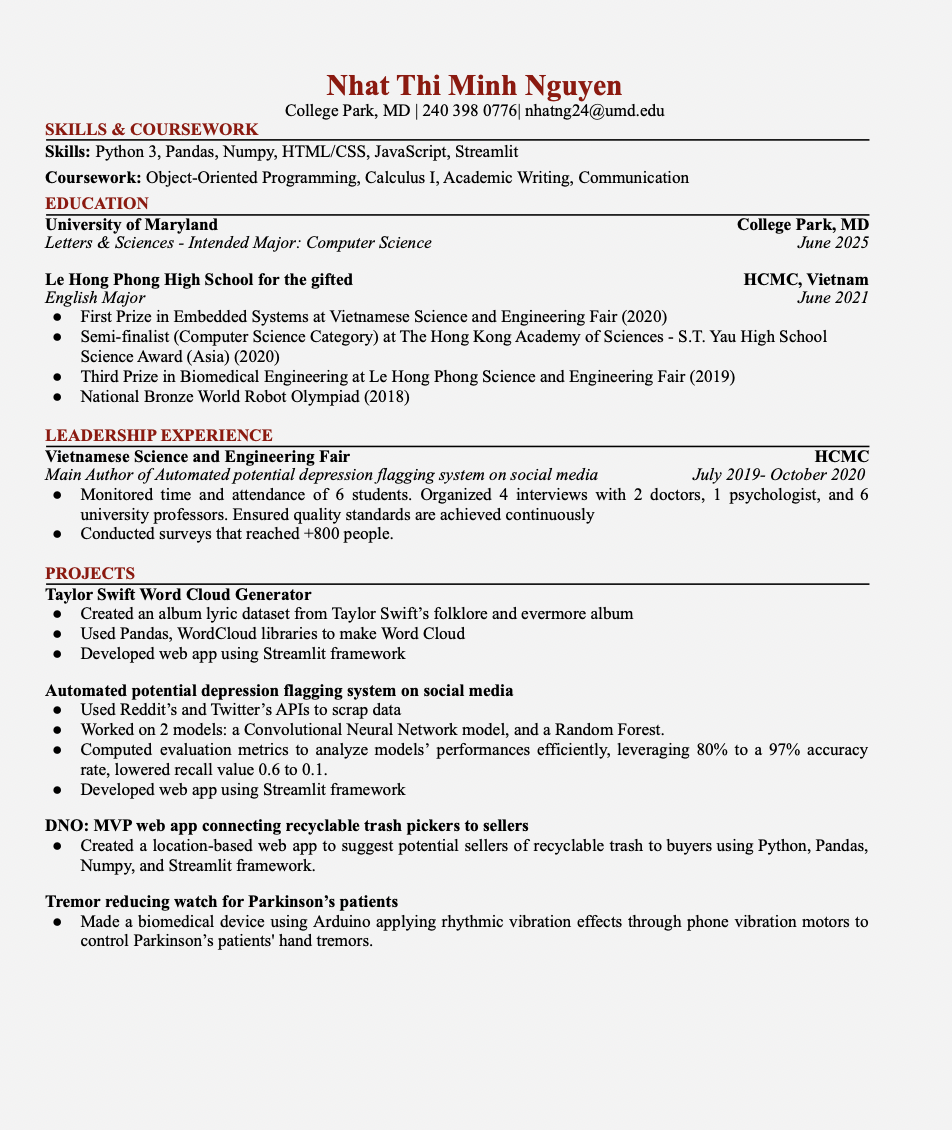 Nhat Thi Minh Nguyen
College Park, MD | 240 398 0776| nhatng24@umd.edu
SKILLS & COURSEWORK
Skills: Python 3, Pandas, Numpy, HTML/CSS, JavaScript, Streamlit
Coursework: Object-Oriented Programming, Calculus I, Academic Writing, Communication
EDUCATION
University of Maryland College Park, MD
Letters & Sciences - Intended Major: Computer Science June 2025
Le Hong Phong High School for the gifted HCMC, Vietnam
English Major June 2021
● First Prize in Embedded Systems at Vietnamese Science and Engineering Fair (2020)
● Semi-finalist (Computer Science Category) at The Hong Kong Academy of Sciences - S.T. Yau High School
Science Award (Asia) (2020)
● Third Prize in Biomedical Engineering at Le Hong Phong Science and Engineering Fair (2019)
● National Bronze World Robot Olympiad (2018)
LEADERSHIP EXPERIENCE
Vietnamese Science and Engineering Fair HCMC
Main Author of Automated potential depression flagging system on social media July 2019- October 2020
● Monitored time and attendance of 6 students. Organized 4 interviews with 2 doctors, 1 psychologist, and 6
university professors. Ensured quality standards are achieved continuously
● Conducted surveys that reached +800 people.
PROJECTS
Taylor Swift Word Cloud Generator
● Created an album lyric dataset from Taylor Swift's folklore and evermore album
● Used Pandas, WordCloud libraries to make Word Cloud
● Developed web app using Streamlit framework
Automated potential depression flagging system on social media
● Used Reddit's and Twitter's APIs to scrap data
● Worked on 2 models: a Convolutional Neural Network model, and a Random Forest.
● Computed evaluation metrics to analyze models' performances efficiently, leveraging 80% to a 97% accuracy
rate, lowered recall value 0.6 to 0.1.
● Developed web app using Streamlit framework
DNO: MVP web app connecting recyclable trash pickers to sellers
● Created a location-based web app to suggest potential sellers of recyclable trash to buyers using Python, Pandas,
Numpy, and Streamlit framework.
Tremor reducing watch for Parkinson's patients
● Made a biomedical device using Arduino applying rhythmic vibration effects through phone vibration motors to
control Parkinson's patients' hand tremors.